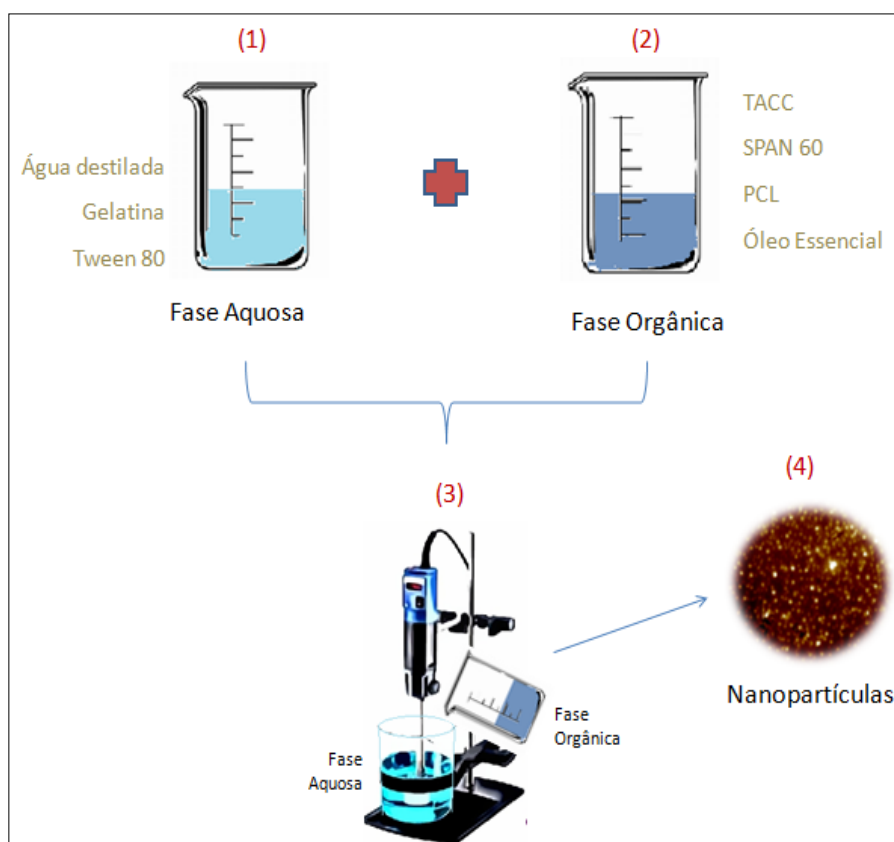 (1)
Água destilada
Gelatina
Tween 80
Fase Aquosa
(2)
TACC
SPAN 60
PCL
Óleo Essencial
Fase Orgânica
(3)
Fase
Aquosa
Fase
Orgânica
(4)
Nanopartículas